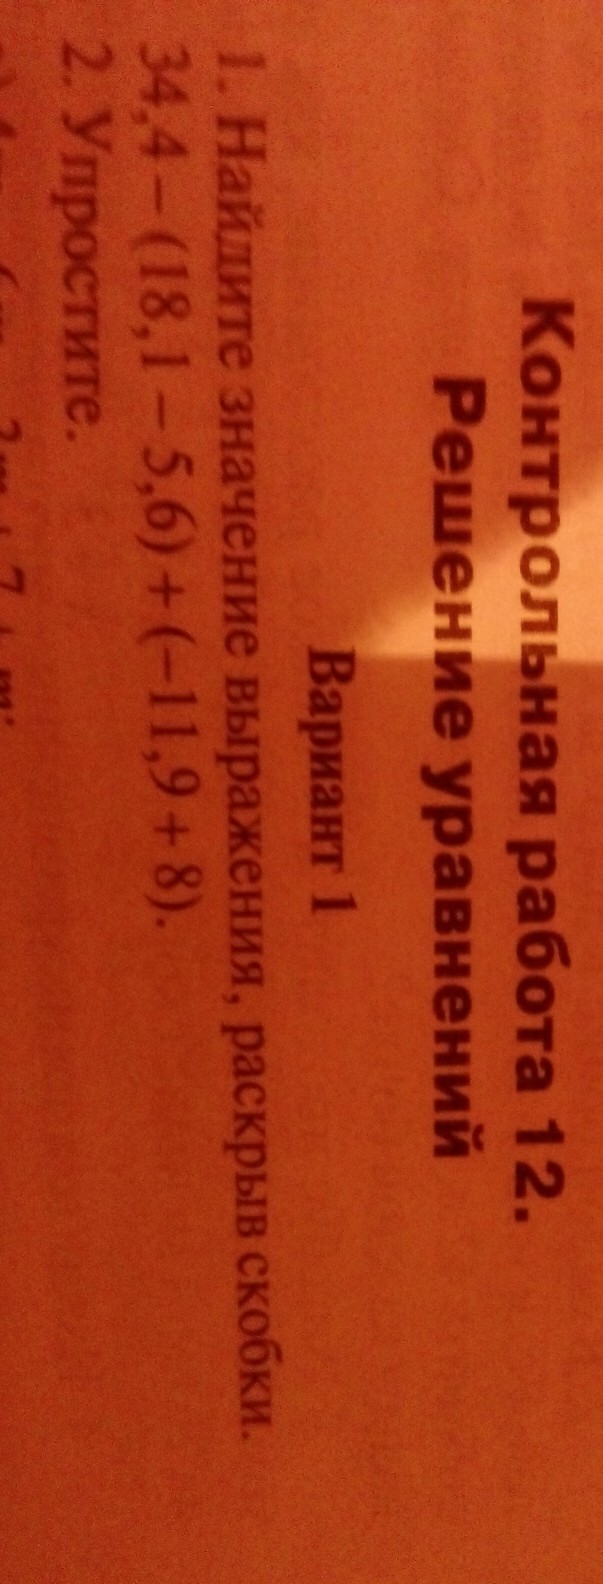 Контрольная работа 12.
Решение уравнений
Вариант 1
1. Найдите значение выражения, раскрыв скобки.
34,4 – (18,1 – 5,6) + (–11,9 + 8).
2. Упростите.